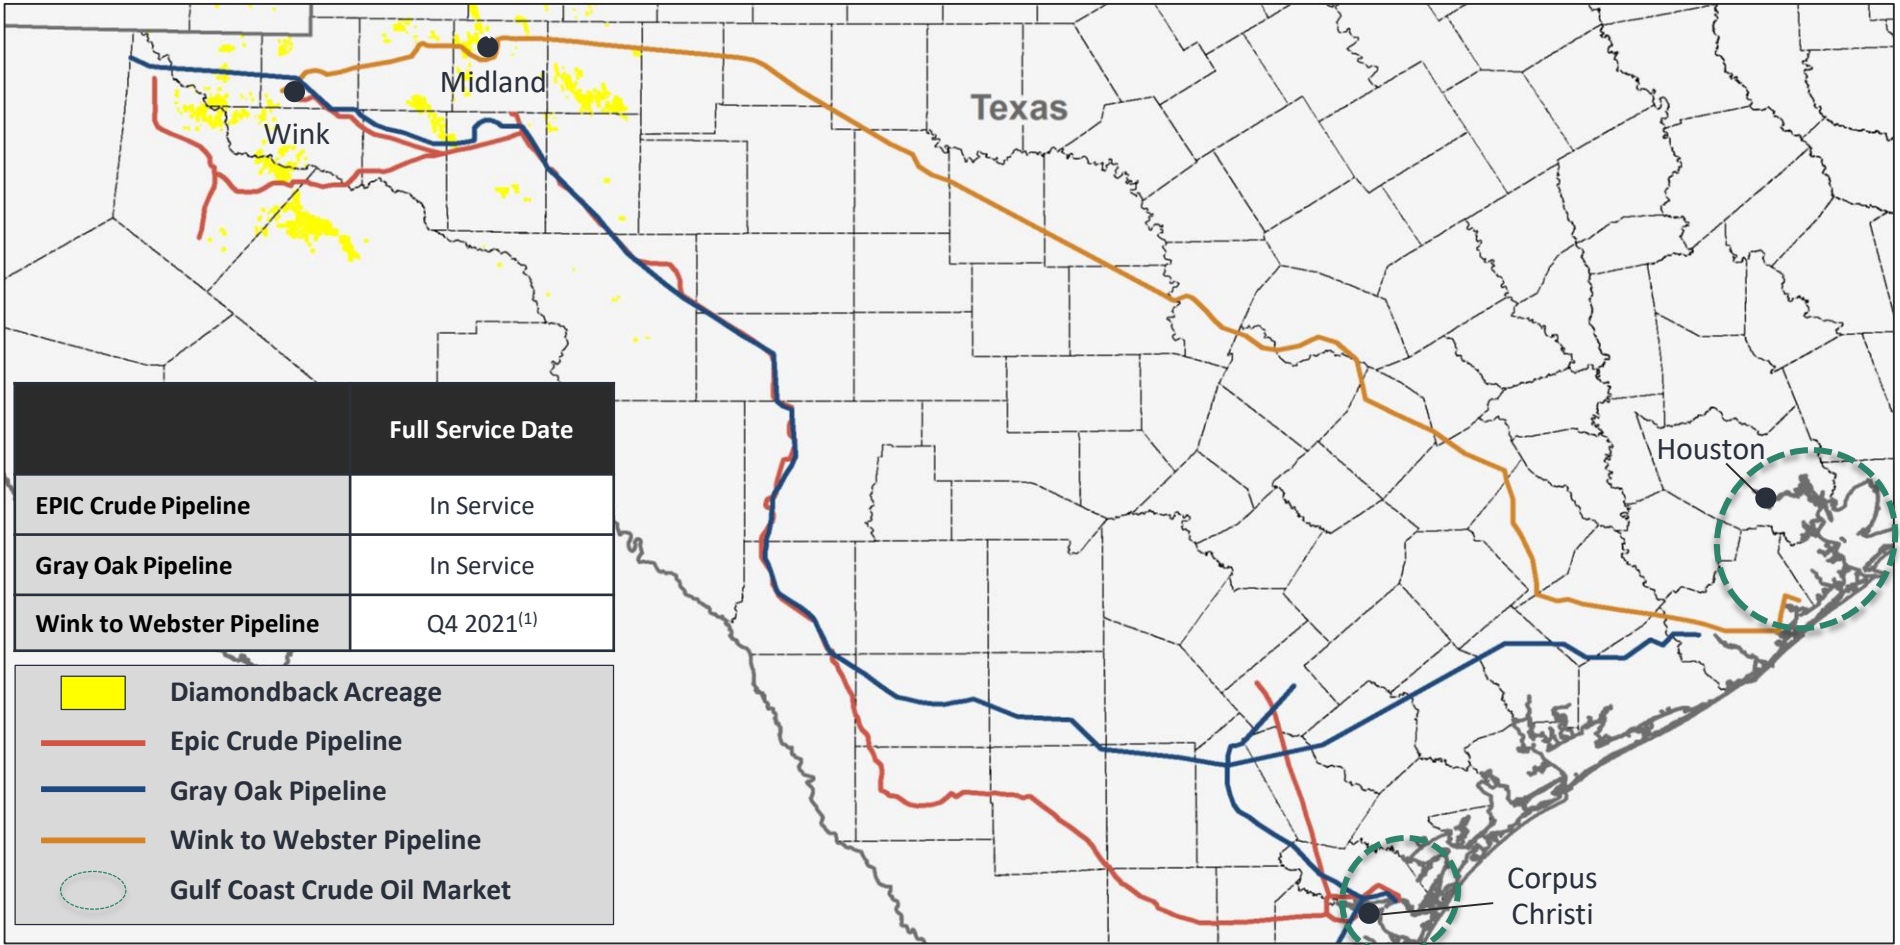 Midland
Wink
Texas
Houston
Corpus
Christi
Full Service Date
EPIC Crude Pipeline In Service
Gray Oak Pipeline In Service
Wink to Webster Pipeline Q4 2021(1)
Diamondback Acreage
Epic Crude Pipeline
Gray Oak Pipeline
Wink to Webster Pipeline
Gulf Coast Crude Oil Market